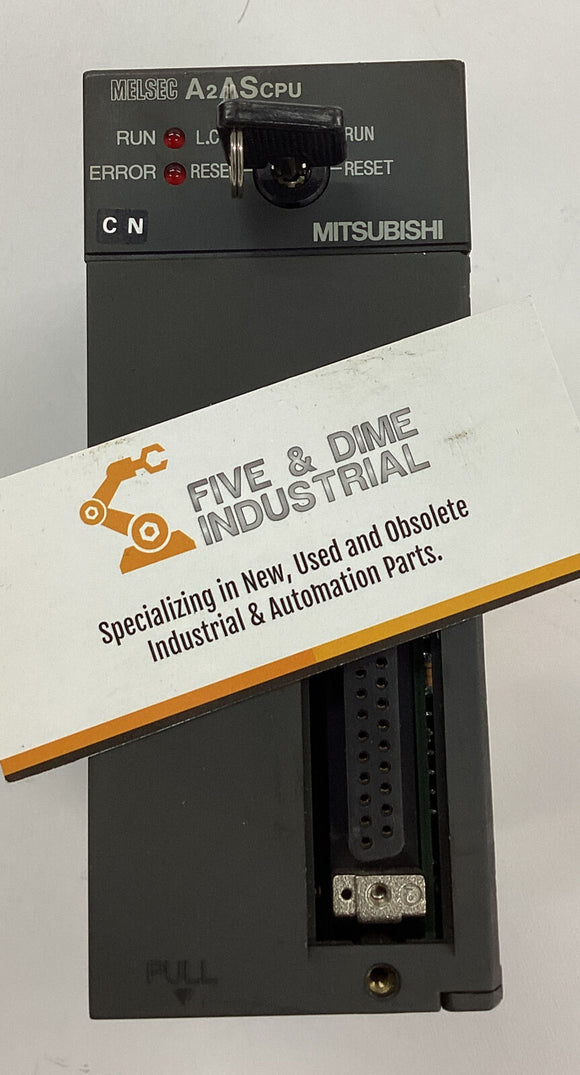 MELSEC A2ASCPU
RUN L.C RUN
ERROR RESE RESET
C N
MITSUBISHI
FIVE & DIME
INDUSTRIAL
Specializing in New, Used and Obsolete
Industrial & Automation Parts.
PULL